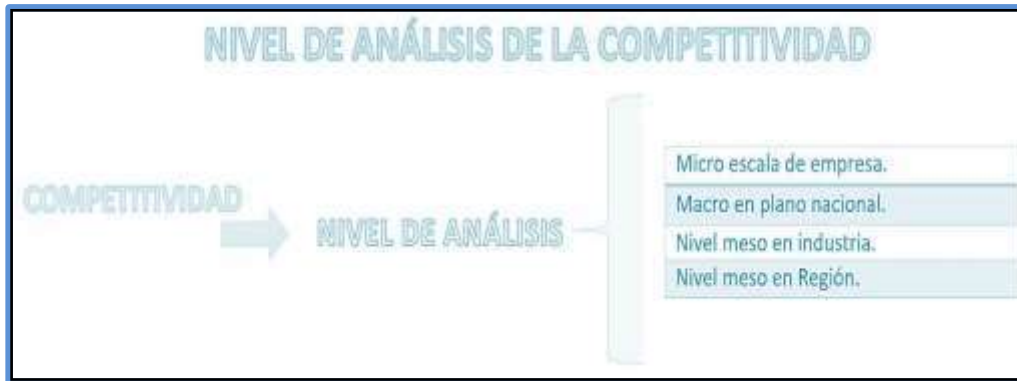 NIVEL DE ANÁLISIS DE LA COMPETITIVIDAD
COMPETITIVIDAD
NIVEL DE ANÁLISIS
Micro escala de empresa.
Macro en plano nacional.
Nivel meso en industria.
Nivel meso en Región.